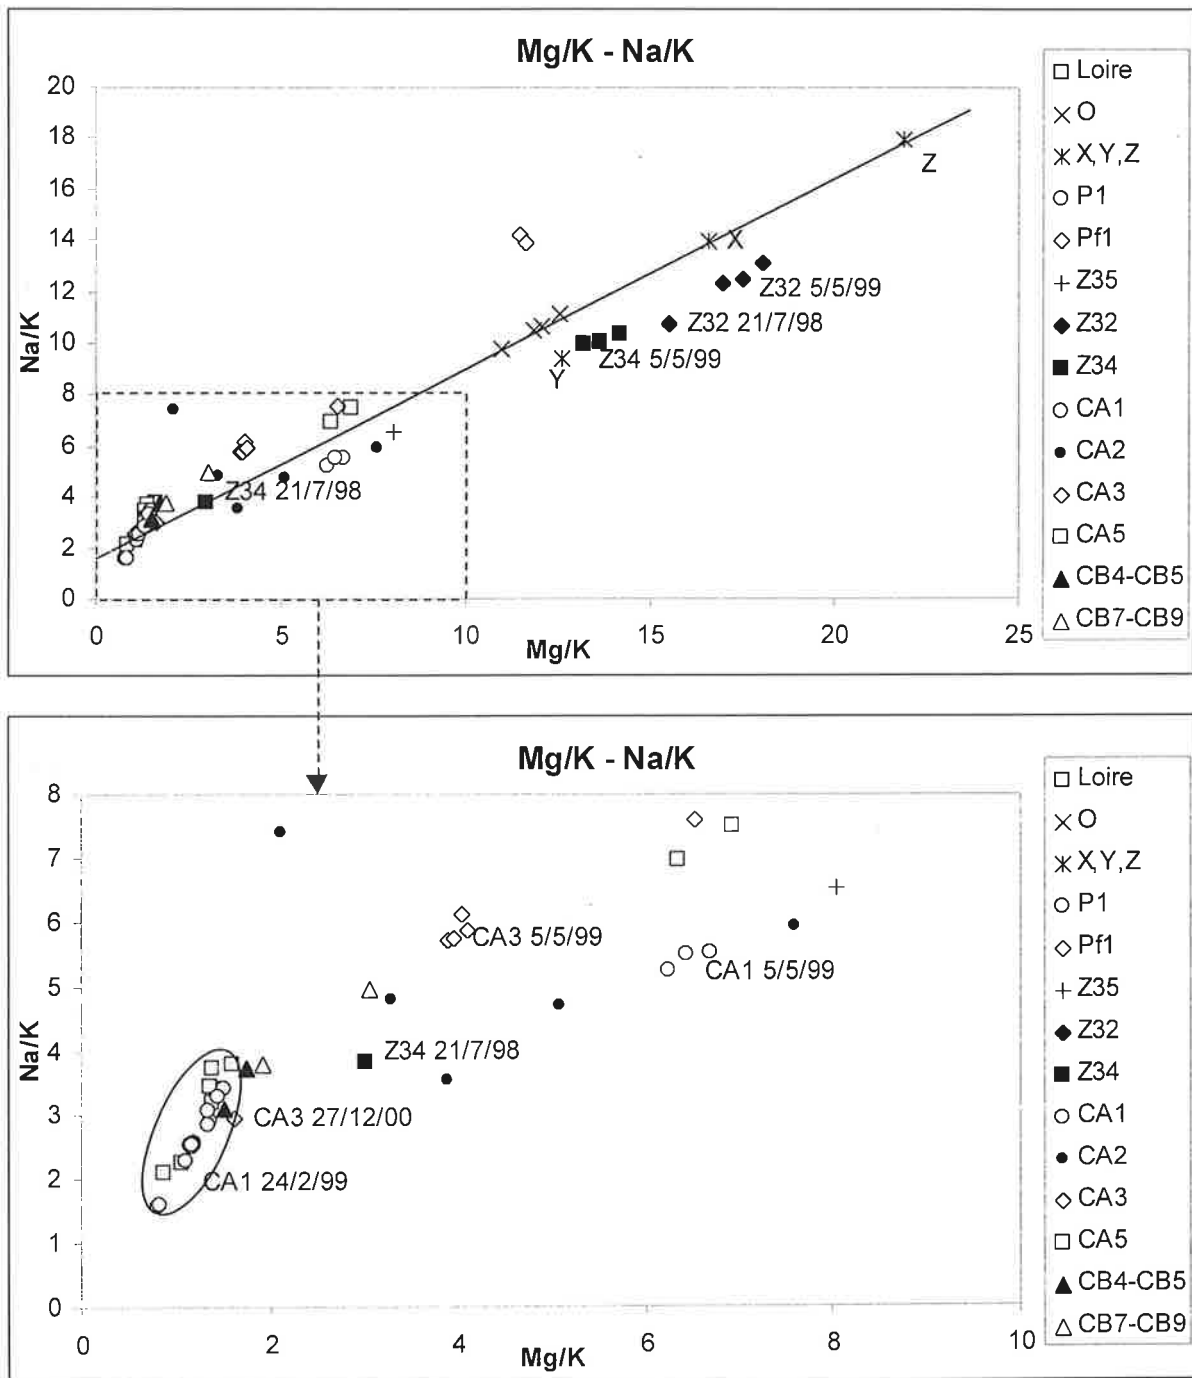 Mg/K - Na/K
20
18
16
14
12
10
8
6
4
2
0
Na/K
0
5
10
15
20
25
Mg/K
Z
X
Z32 5/5/99
Z32 21/7/98
Z34 5/5/99
Y
Z34 21/7/98
Loire
O
X,Y,Z
P1
Pf1
Z35
Z32
Z34
CA1
CA2
CA3
CA5
CB4-CB5
CB7-CB9
Mg/K - Na/K
8
7
6
5
4
3
2
1
0
Na/K
0
2
4
6
8
10
Mg/K
CA3 5/5/99
CA1 5/5/99
Z34 21/7/98
CA3 27/12/00
CA1 24/2/99
Loire
O
X,Y,Z
P1
Pf1
Z35
Z32
Z34
CA1
CA2
CA3
CA5
CB4-CB5
CB7-CB9